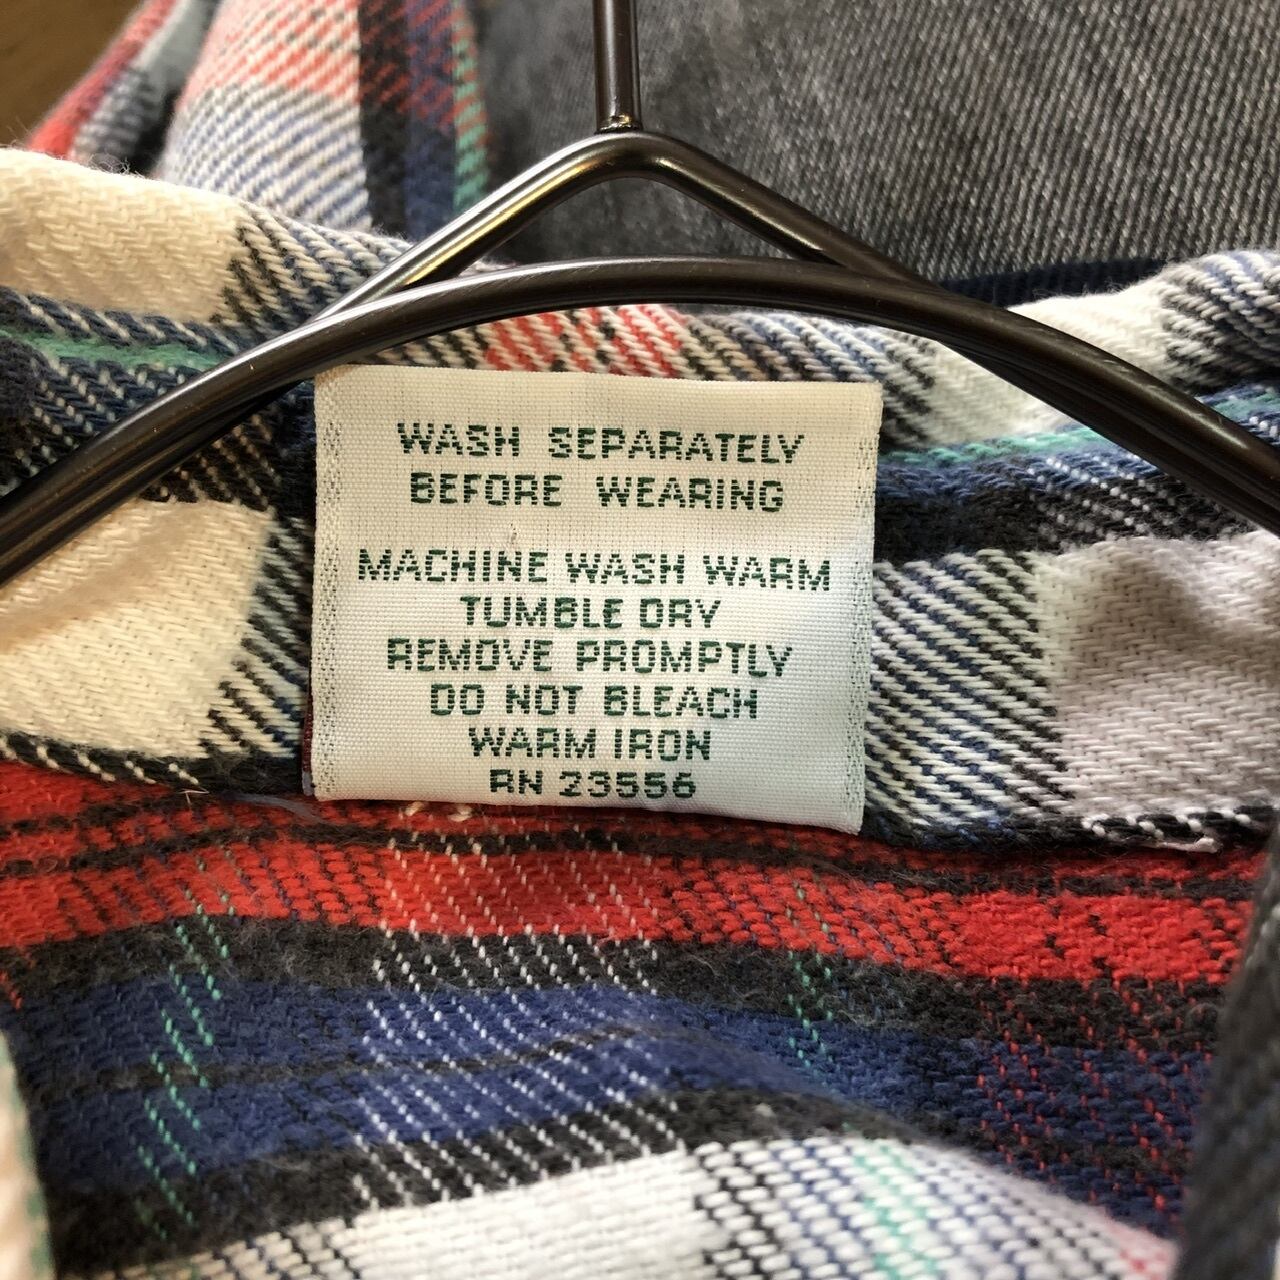 WASH SEPARATELY
BEFORE WEARING
MACHINE WASH WARM
TUMBLE DRY
REMOVE PROMPTLY
DO NOT BLEACH
WARM IRON
RN 23556